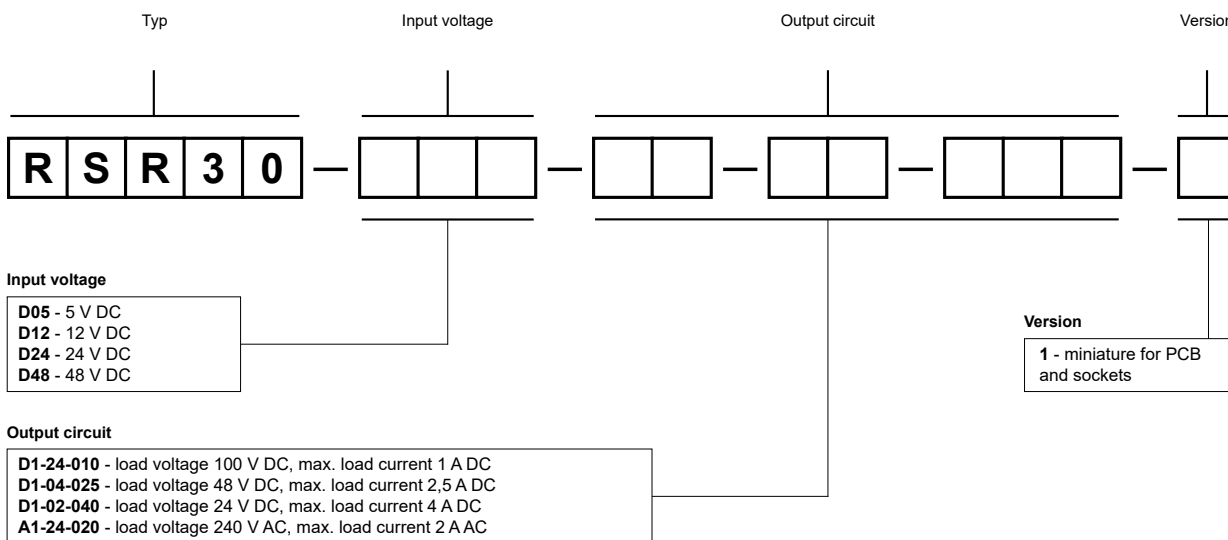 Typ Input voltage Output circuit Version
R S R 3 0 — — — — —
Input voltage
D05 - 5 V DC
D12 - 12 V DC
D24 - 24 V DC
D48 - 48 V DC
Version
1 - miniature for PCB
and sockets
Output circuit
D1-24-010 - load voltage 100 V DC, max. load current 1 A DC
D1-04-025 - load voltage 48 V DC, max. load current 2,5 A DC
D1-02-040 - load voltage 24 V DC, max. load current 4 A DC
A1-24-020 - load voltage 240 V AC, max. load current 2 A AC